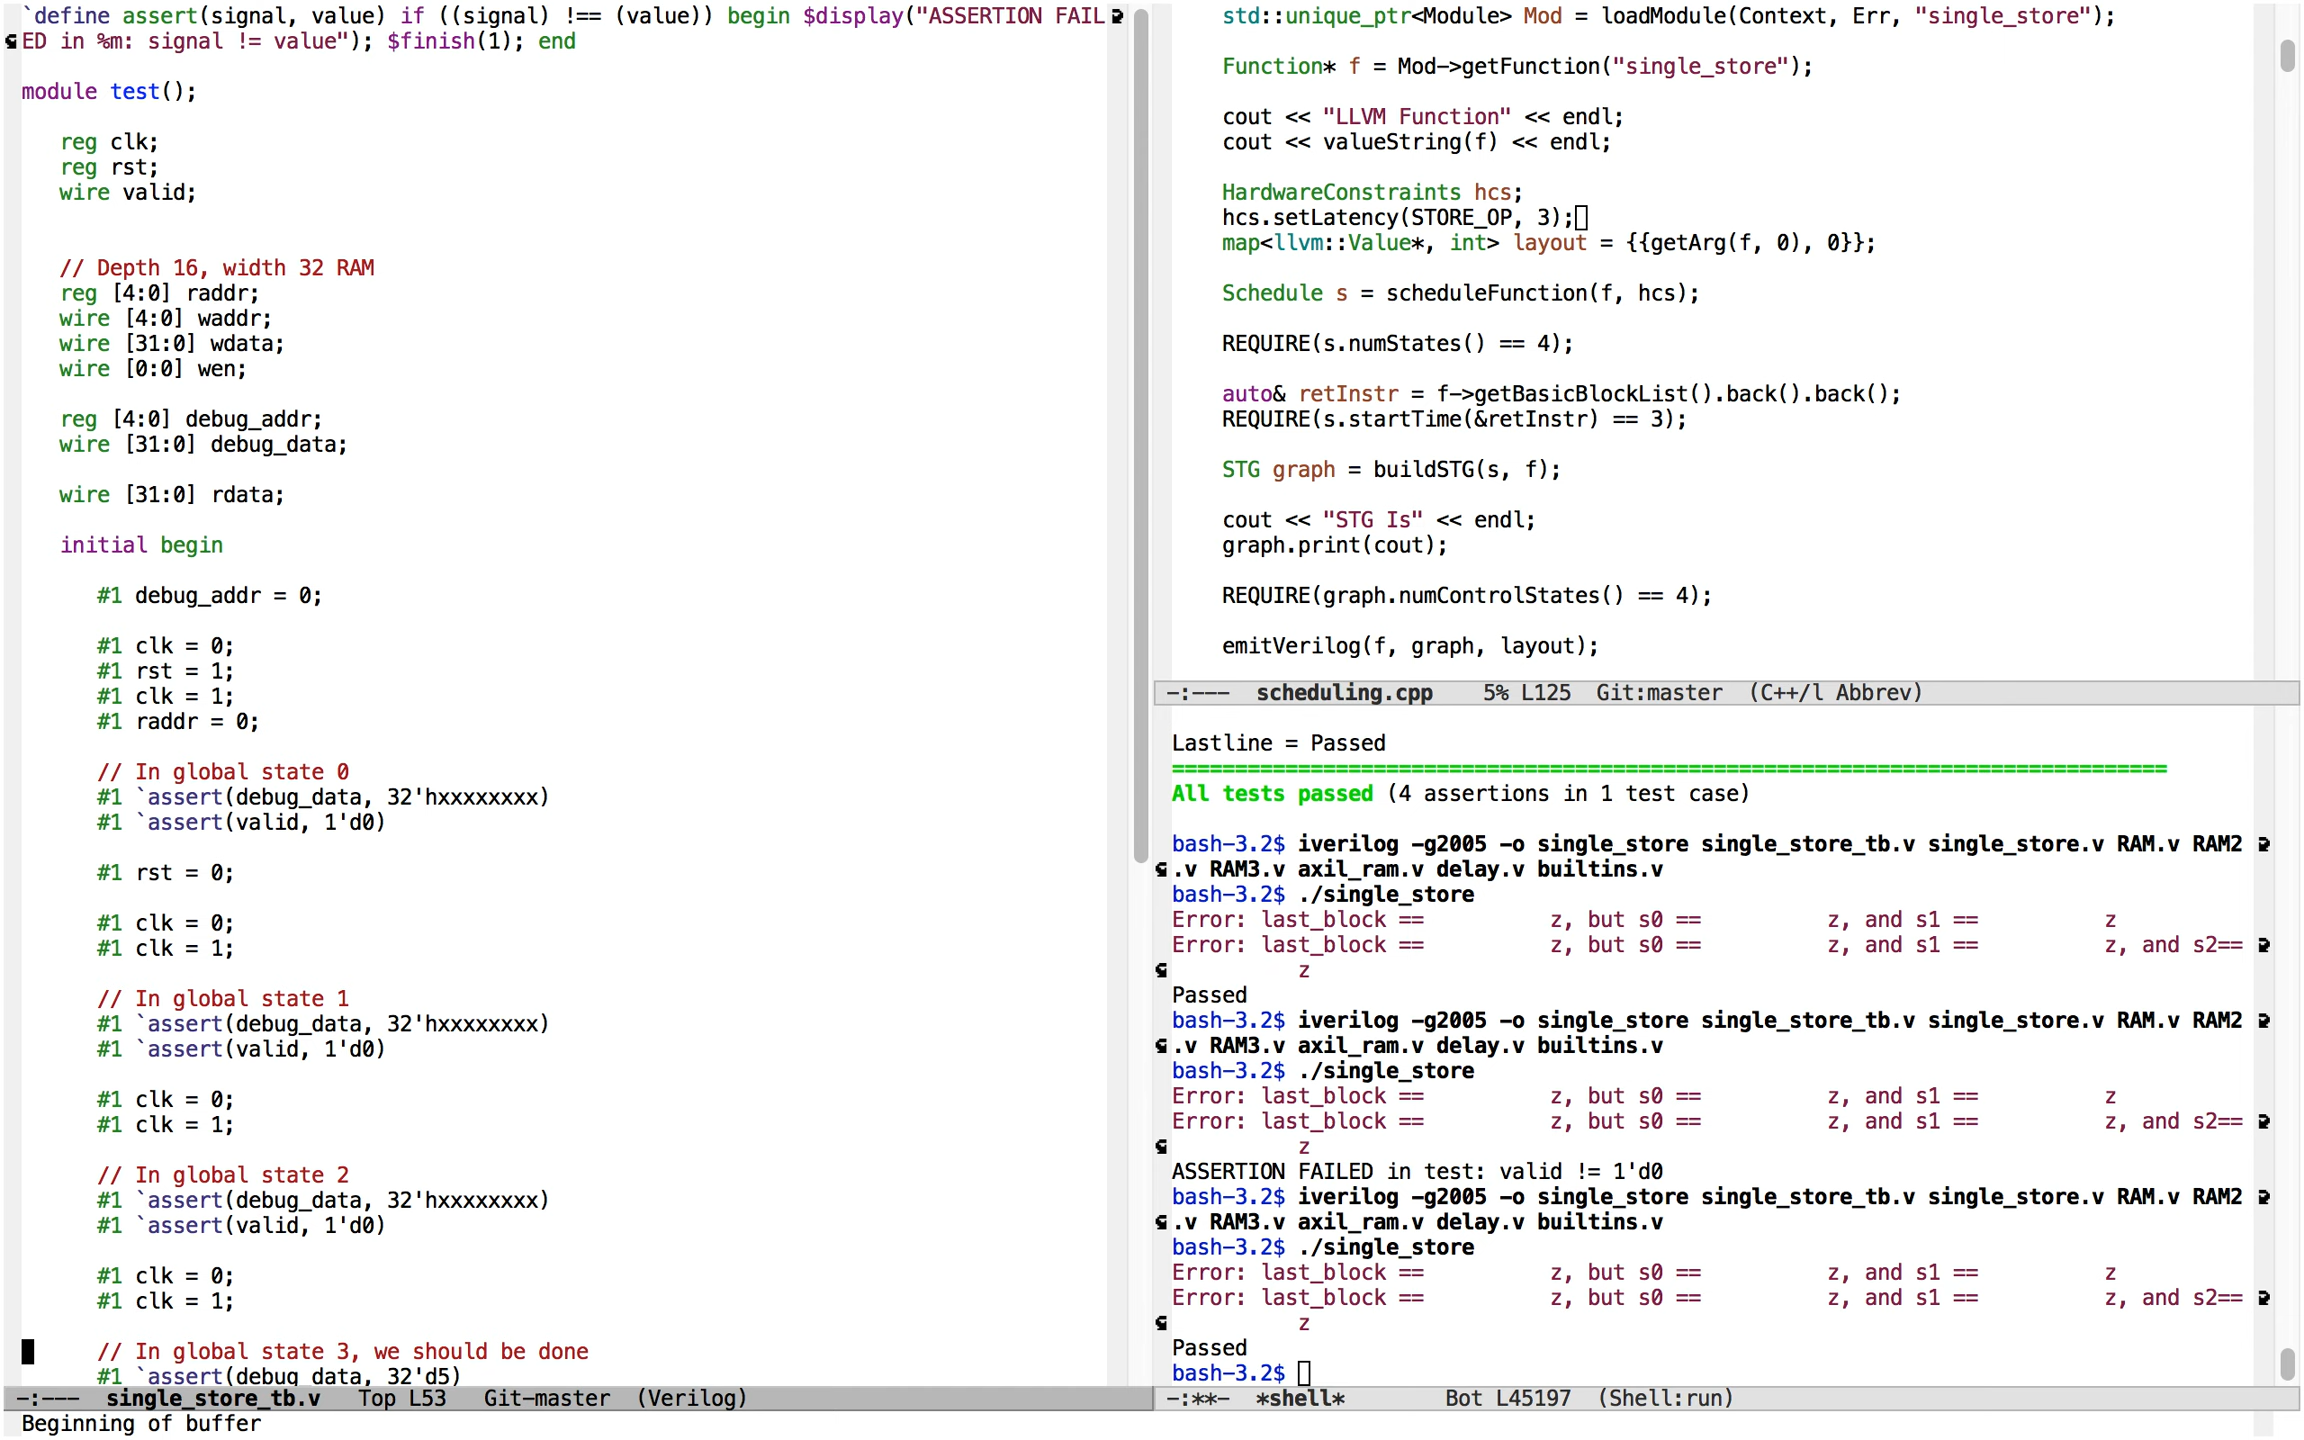 `define assert(signal, value) if ((signal) !== (value)) begin $display("ASSERTION FAIL
ED in %m: signal != value"); $finish(1); end
module test();
reg clk;
reg rst;
wire valid;
// Depth 16, width 32 RAM
reg [4:0] raddr;
wire [4:0] waddr;
wire [31:0] wdata;
wire [0:0] wen;
reg [4:0] debug_addr;
wire [31:0] debug_data;
wire [31:0] rdata;
initial begin
#1 debug_addr = 0;
#1 clk = 0;
#1 rst = 1;
#1 clk = 1;
#1 raddr = 0;
// In global state 0
#1 `assert(debug_data, 32'hxxxxxxxx)
#1 `assert(valid, 1'd0)
#1 rst = 0;
#1 clk = 0;
#1 clk = 1;
// In global state 1
#1 `assert(debug_data, 32'hxxxxxxxx)
#1 `assert(valid, 1'd0)
#1 clk = 0;
#1 clk = 1;
// In global state 2
#1 `assert(debug_data, 32'hxxxxxxxx)
#1 `assert(valid, 1'd0)
#1 clk = 0;
#1 clk = 1;
// In global state 3, we should be done
#1 `assert(debug_data, 32'd5)
-:--- single_store_tb.v Top L53 Git-master (Verilog)
Beginning of buffer
std::unique_ptr<Module> Mod = loadModule(Context, Err, "single_store");
Function* f = Mod->getFunction("single_store");
cout << "LLVM Function" << endl;
cout << valueString(f) << endl;
HardwareConstraints hcs;
hcs.setLatency(STORE_OP, 3);
map<llvm::Value*, int> layout = {{getArg(f, 0), 0}};
Schedule s = scheduleFunction(f, hcs);
REQUIRE(s.numStates() == 4);
auto& retInstr = f->getBasicBlockList().back().back();
REQUIRE(s.startTime(&retInstr) == 3);
STG graph = buildSTG(s, f);
cout << "STG Is" << endl;
graph.print(cout);
REQUIRE(graph.numControlStates() == 4);
emitVerilog(f, graph, layout);
-:--- scheduling.cpp 5% L125 Git:master (C++/l Abbrev)
Lastline = Passed
===============================================================================
All tests passed (4 assertions in 1 test case)
bash-3.2$ iverilog -g2005 -o single_store single_store_tb.v single_store.v RAM.v RAM2
.v RAM3.v axil_ram.v delay.v builtins.v
bash-3.2$ ./single_store
Error: last_block ==          z, but s0 ==          z, and s1 ==          z
Error: last_block ==          z, but s0 ==          z, and s1 ==          z, and s2==
z
Passed
bash-3.2$ iverilog -g2005 -o single_store single_store_tb.v single_store.v RAM.v RAM2
.v RAM3.v axil_ram.v delay.v builtins.v
bash-3.2$ ./single_store
Error: last_block ==          z, but s0 ==          z, and s1 ==          z
Error: last_block ==          z, but s0 ==          z, and s1 ==          z, and s2==
z
ASSERTION FAILED in test: valid != 1'd0
bash-3.2$ iverilog -g2005 -o single_store single_store_tb.v single_store.v RAM.v RAM2
.v RAM3.v axil_ram.v delay.v builtins.v
bash-3.2$ ./single_store
Error: last_block ==          z, but s0 ==          z, and s1 ==          z
Error: last_block ==          z, but s0 ==          z, and s1 ==          z, and s2==
z
Passed
bash-3.2$
-:**- *shell* Bot L45197 (Shell:run)